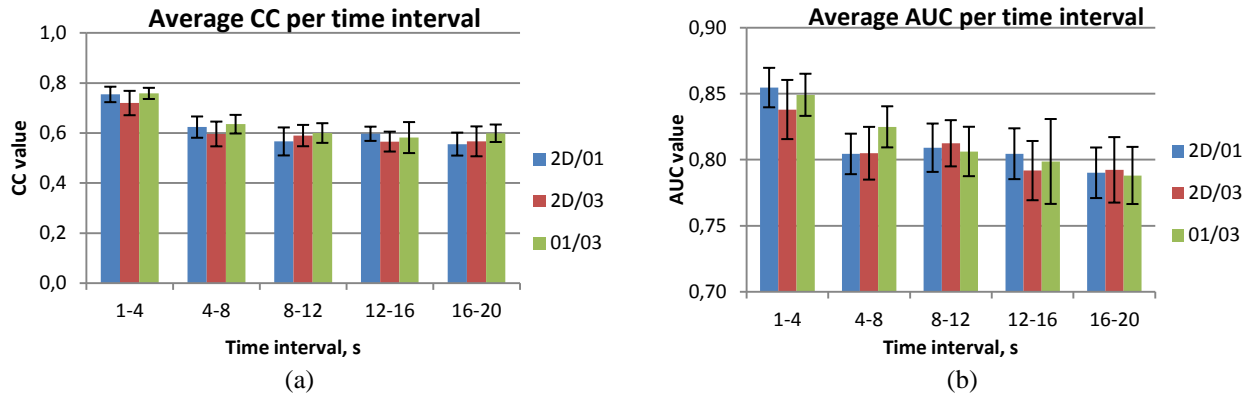 Average CC per time interval
1,0
0,8
0,6
0,4
0,2
0,0
CC value
1-4 4-8 8-12 12-16 16-20
Time interval, s
2D/01
2D/03
01/03
(a)
Average AUC per time interval
0,90
0,85
0,80
0,75
0,70
AUC value
1-4 4-8 8-12 12-16 16-20
Time interval, s
2D/01
2D/03
01/03
(b)